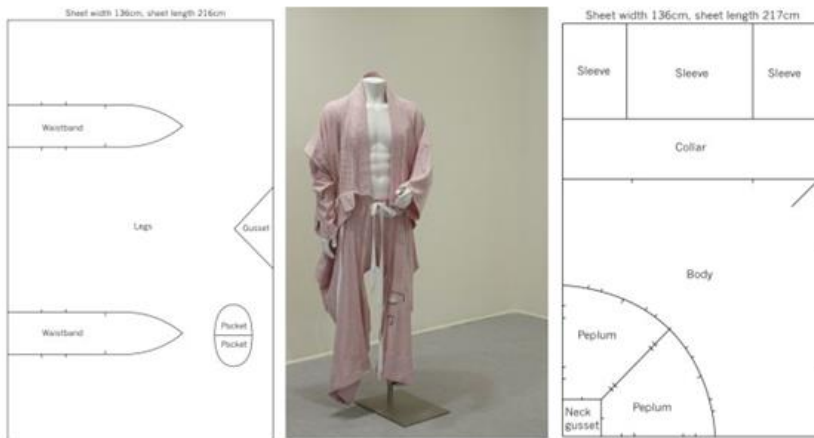 Sheet width 136cm, sheet length 216cm
Waistband
Legs
Gusset
Waistband
Pocket
Pocket
Sheet width 136cm, sheet length 217cm
Sleeve
Sleeve
Sleeve
Collar
Body
Peplum
Peplum
Neck
gusset